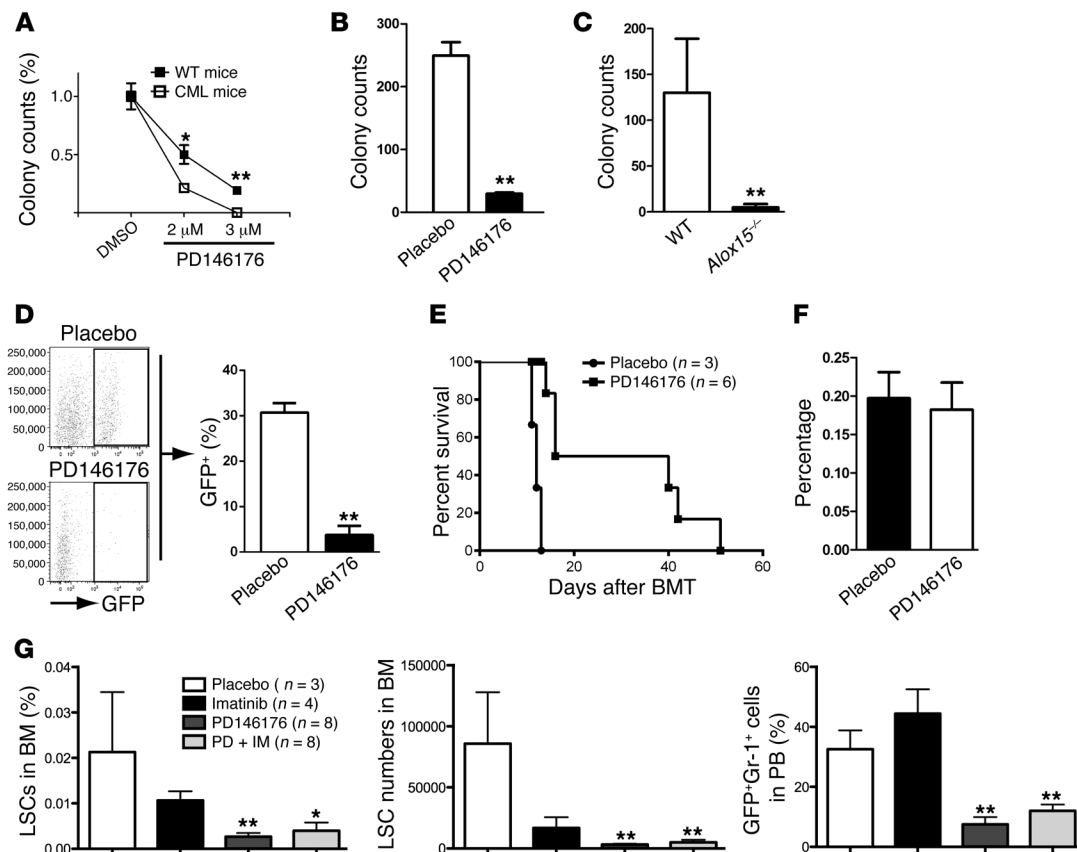 A
Colony counts (%)
1.0
0.5
WT mice
CML mice
*
**
DMSO
2 μM
3 μM
PD146176
B
Colony counts
300
200
100
0
**
Placebo
PD146176
C
Colony counts
200
150
100
50
0
**
WT
Alox15-/-
D
Placebo
250,000
200,000
150,000
100,000
50,000
0
PD146176
250,000
200,000
150,000
100,000
50,000
0
GFP
GFP+ (%)
40
30
20
10
0
**
Placebo
PD146176
E
Percent survival
100
80
60
40
20
0
Placebo (n = 3)
PD146176 (n = 6)
0 20 40 60
Days after BMT
F
Percentage
0.25
0.20
0.15
0.10
0.05
0.00
Placebo
PD146176
G
LSCs in BM (%)
0.04
0.03
0.02
0.01
0.00
Placebo ( n = 3)
Imatinib (n = 4)
PD146176 (n = 8)
PD + IM (n = 8)
**
*
LSC numbers in BM
150000
100000
50000
0
**
**
GFP+Gr-1+ cells
in PB (%)
60
40
20
0
**
**